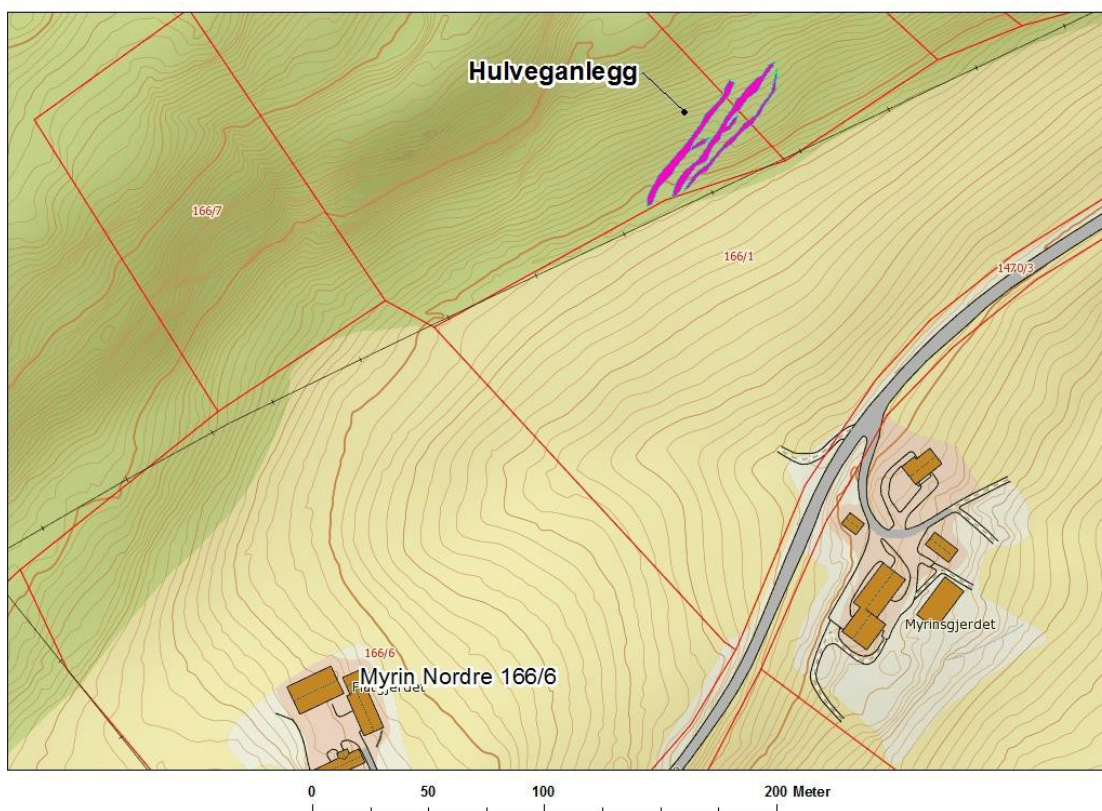 Hulveganlegg
166/7
166/1
1470/3
Myrinsgjerdet
166/6
Myrin Nordre 166/6
Flatgjerdet
0 50 100 200 Meter